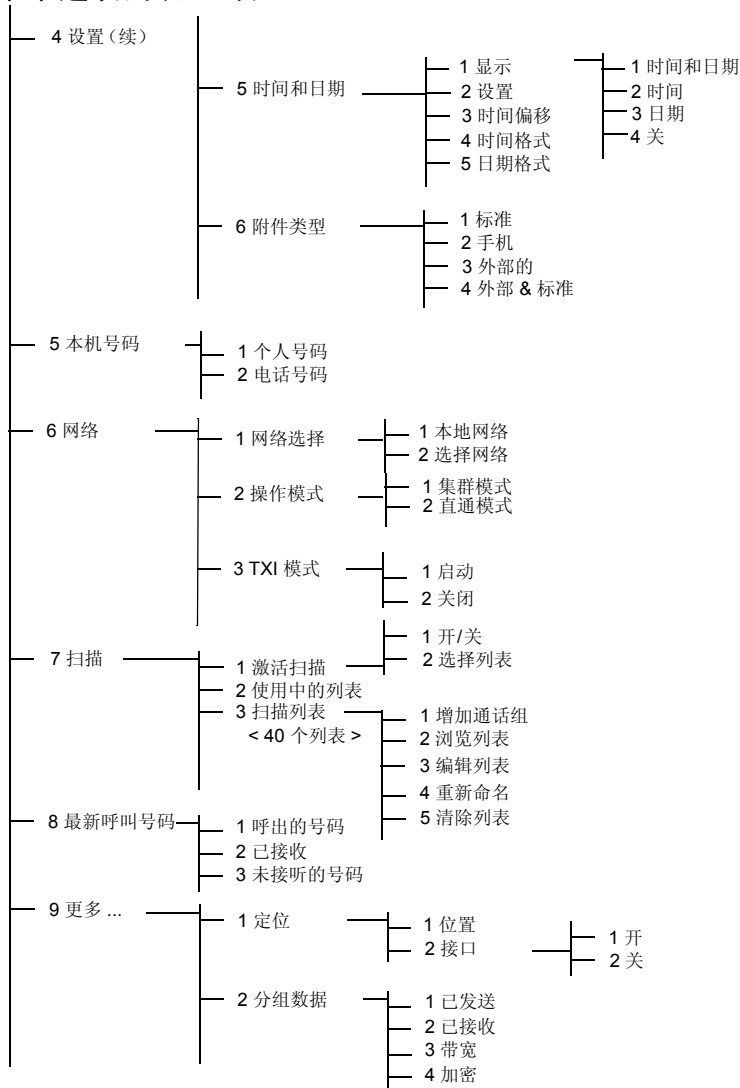 4 设置（续）
5 时间和日期
1 显示
2 设置
3 时间偏移
4 时间格式
5 日期格式
1 时间和日期
2 时间
3 日期
4 关
6 附件类型
1 标准
2 手机
3 外部的
4 外部 & 标准
5 本机号码
1 个人号码
2 电话号码
6 网络
1 网络选择
1 本地网络
2 选择网络
2 操作模式
1 集群模式
2 直通模式
3 TXI 模式
1 启动
2 关闭
7 扫描
1 激活扫描
1 开/关
2 选择列表
2 使用中的列表
3 扫描列表
< 40 个列表 >
1 增加通话组
2 浏览列表
3 编辑列表
4 重新命名
5 清除列表
8 最新呼叫号码
1 呼出的号码
2 已接收
3 未接听的号码
9 更多 ...
1 定位
1 位置
2 接口
1 开
2 关
2 分组数据
1 已发送
2 已接收
3 带宽
4 加密